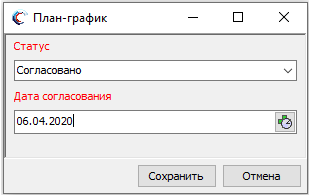 План-график
Статус
Согласовано
Дата согласования
06.04.2020
Сохранить Отмена